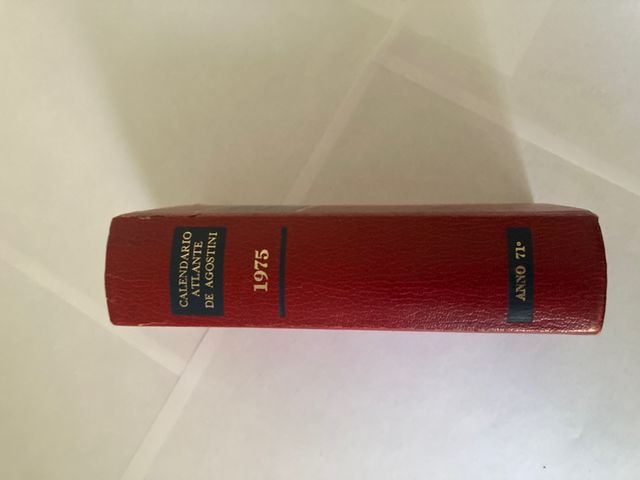 CALENDARIO
ATLANTE
DE AGOSTINI
1975
ANNO 71°